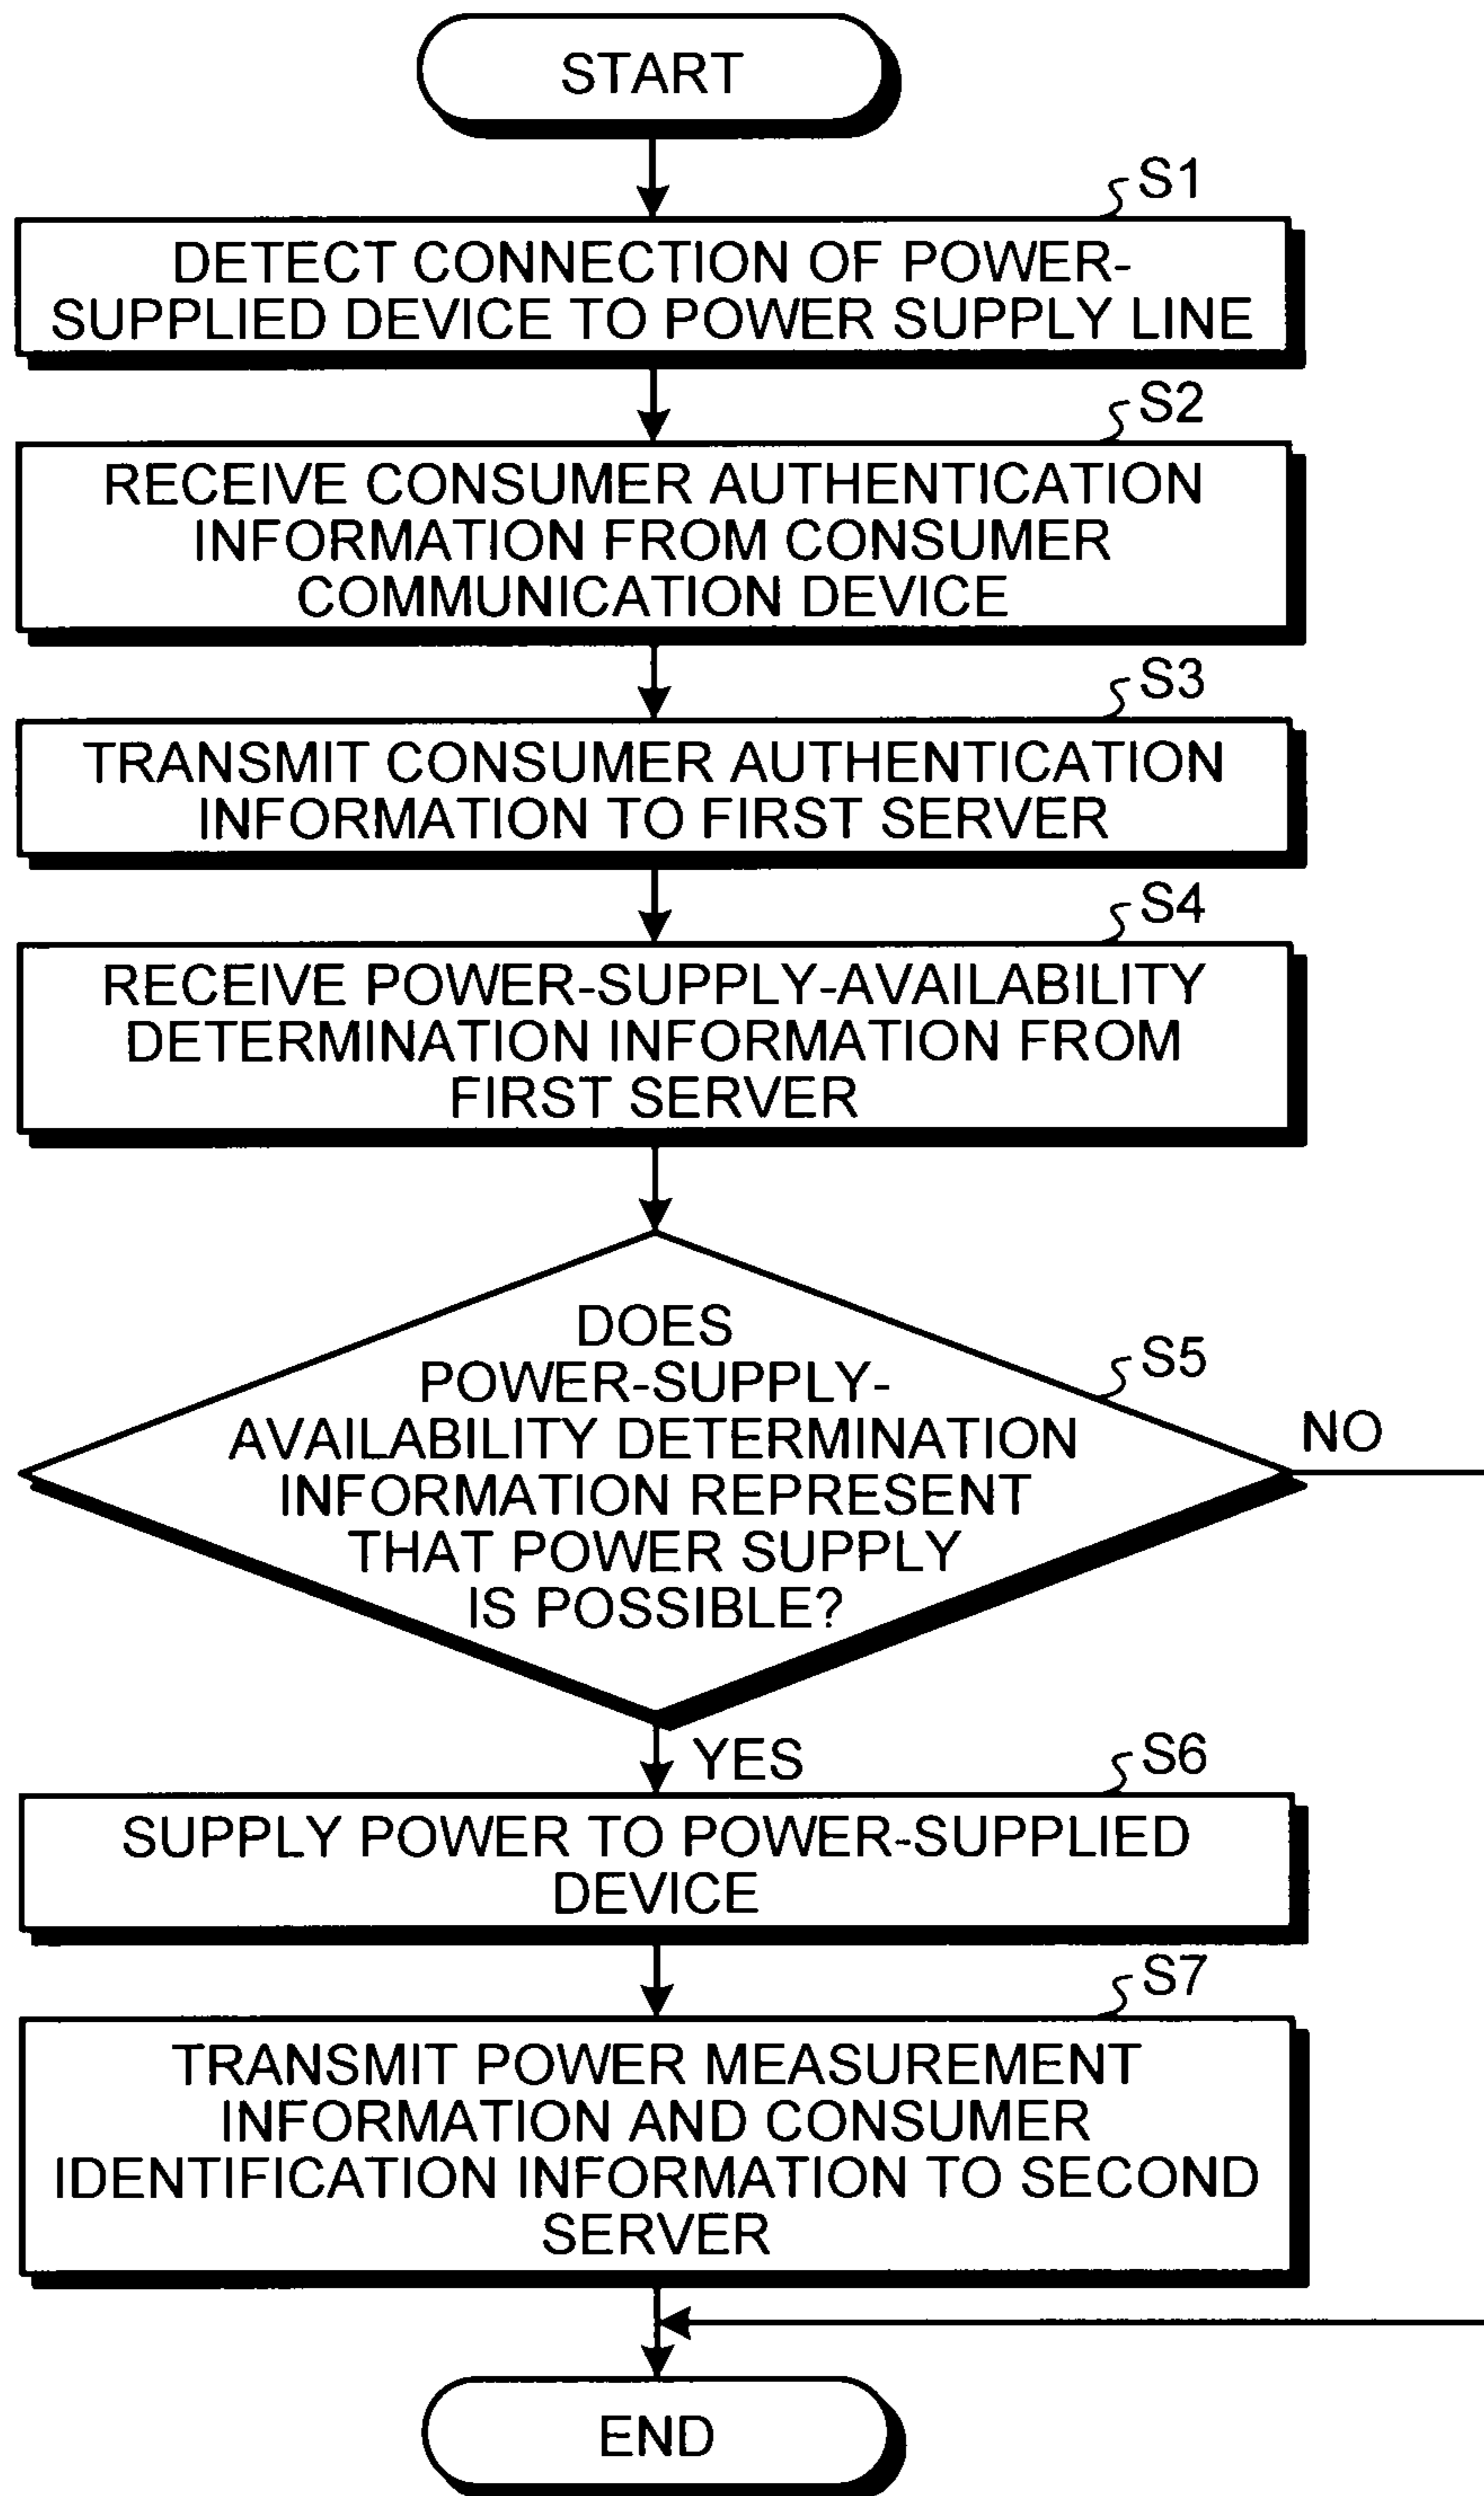 START
S1
DETECT CONNECTION OF POWER-
SUPPLIED DEVICE TO POWER SUPPLY LINE
S2
RECEIVE CONSUMER AUTHENTICATION
INFORMATION FROM CONSUMER
COMMUNICATION DEVICE
S3
TRANSMIT CONSUMER AUTHENTICATION
INFORMATION TO FIRST SERVER
S4
RECEIVE POWER-SUPPLY-AVAILABILITY
DETERMINATION INFORMATION FROM
FIRST SERVER
DOES
POWER-SUPPLY-
AVAILABILITY DETERMINATION
INFORMATION REPRESENT
THAT POWER SUPPLY
IS POSSIBLE?
S5
NO
YES
S6
SUPPLY POWER TO POWER-SUPPLIED
DEVICE
S7
TRANSMIT POWER MEASUREMENT
INFORMATION AND CONSUMER
IDENTIFICATION INFORMATION TO SECOND
SERVER
END